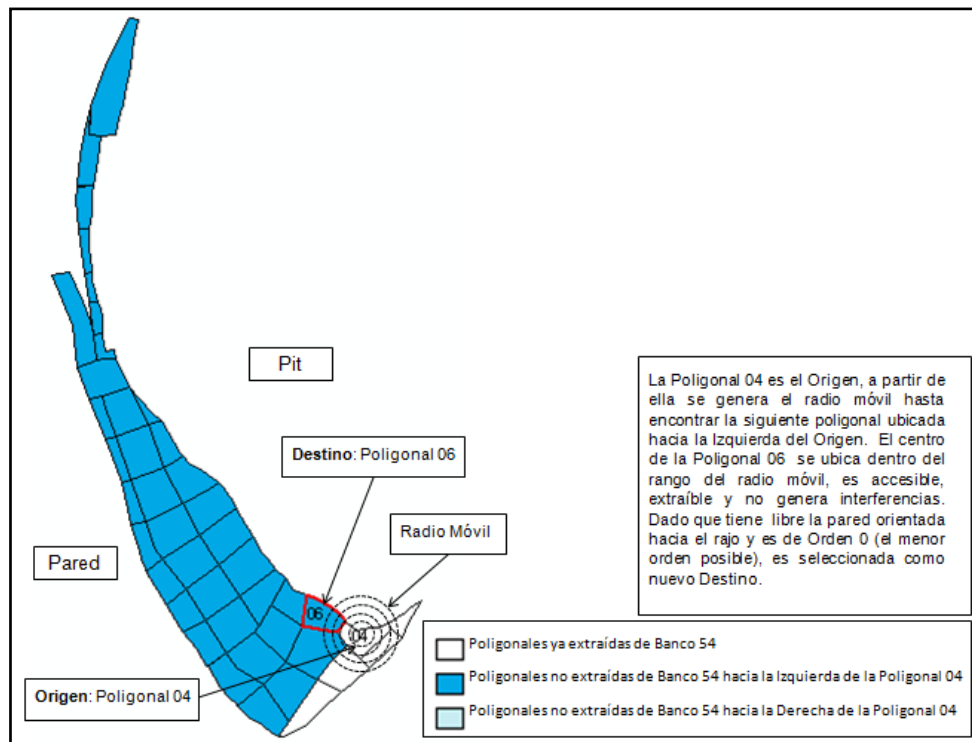 Pit
La Poligonal 04 es el Origen, a partir de
ella se genera el radio móvil hasta
encontrar la siguiente poligonal ubicada
hacia la Izquierda del Origen. El centro
de la Poligonal 06 se ubica dentro del
rango del radio móvil, es accesible,
extraíble y no genera interferencias.
Dado que tiene libre la pared orientada
hacia el rajo y es de Orden 0 (el menor
orden posible), es seleccionada como
nuevo Destino.
Destino: Poligonal 06
Radio Móvil
Pared
06
04
Origen: Poligonal 04
Poligonales ya extraídas de Banco 54
Poligonales no extraídas de Banco 54 hacia la Izquierda de la Poligonal 04
Poligonales no extraídas de Banco 54 hacia la Derecha de la Poligonal 04